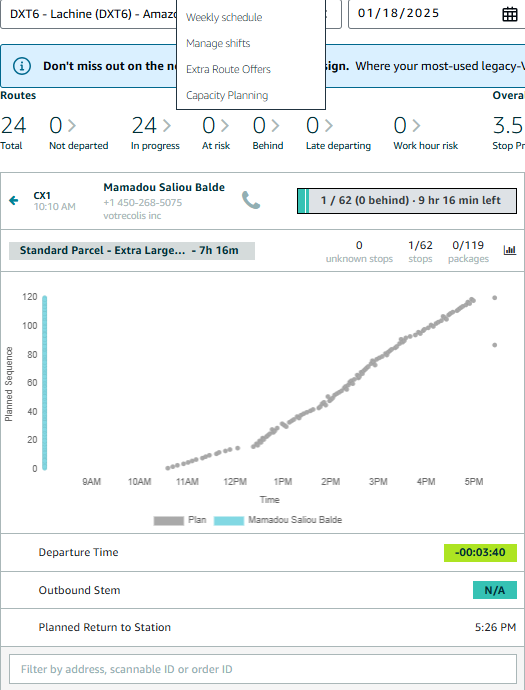 DXT6 - Lachine (DXT6) - Amazo
01/18/2025
Weekly schedule
Manage shifts
Extra Route Offers
Capacity Planning
Don't miss out on the ne
sign. Where your most-used legacy-V
Routes
Overal
24
0
24
0
0
0
0
3.5
Total
Not departed
In progress
At risk
Behind
Late departing
Work hour risk
Stop Pr
CX1
10:10 AM
Mamadou Saliou Balde
+1 450-268-5075
votrecolis inc
1 / 62 (0 behind) · 9 hr 16 min left
Standard Parcel - Extra Large... - 7h 16m
0
unknown stops
1/62
stops
0/119
packages
Planned Sequence
120
100
80
60
40
20
0
9AM
10AM
11AM
12PM
1PM
2PM
3PM
4PM
5PM
Time
Plan
Mamadou Saliou Balde
Departure Time
-00:03:40
Outbound Stem
N/A
Planned Return to Station
5:26 PM
Filter by address, scannable ID or order ID